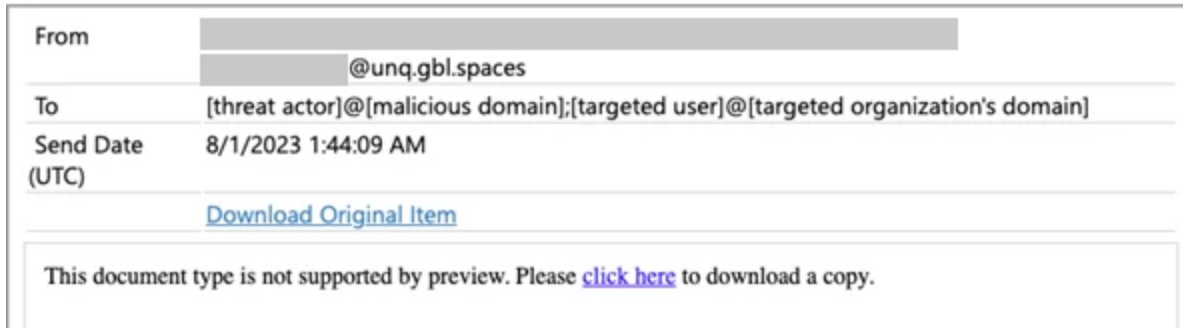 From
@unq.gbl.spaces
To [threat actor]@[malicious domain];[targeted user]@[targeted organization's domain]
Send Date 8/1/2023 1:44:09 AM
(UTC)
Download Original Item
This document type is not supported by preview. Please click here to download a copy.